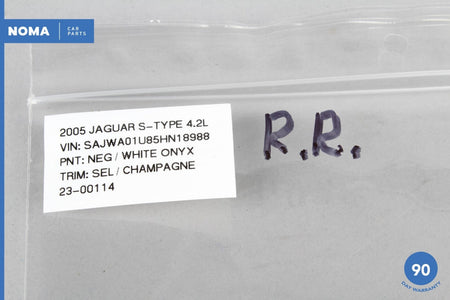 NOMA
CAR
PARTS
2005 JAGUAR S-TYPE 4.2L
VIN: SAJWA01U85HN18988
PNT: NEG / WHITE ONYX
TRIM: SEL / CHAMPAGNE
23-00114
R.R.
90
DAY WARRANTY